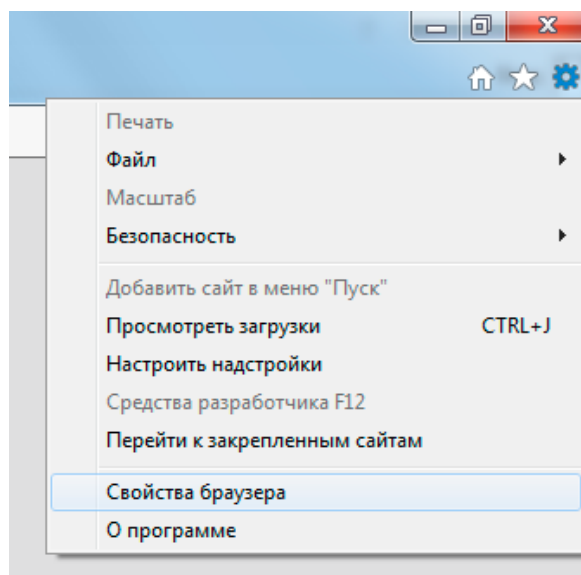 Печать
Файл
Масштаб
Безопасность
Добавить сайт в меню "Пуск"
Просмотреть загрузки CTRL+J
Настроить надстройки
Средства разработчика F12
Перейти к закрепленным сайтам
Свойства браузера
О программе